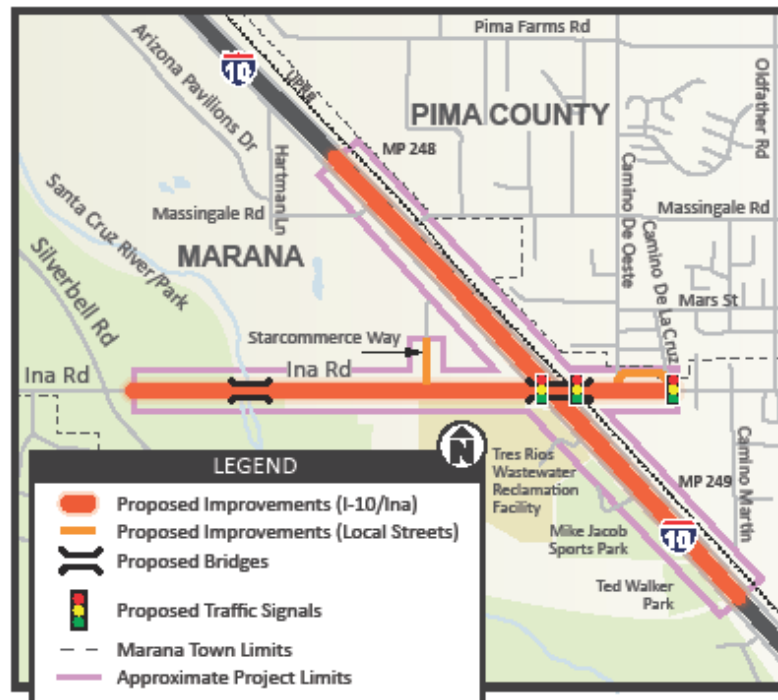 Pima Farms Rd
Arizona Pavilions Dr
10
UPRR
PIMA COUNTY
Oldfather Rd
MP 248
Hartman Ln
Camino De Oeste
Massingale Rd
Massingale Rd
Santa Cruz River/Park
Camino De La Cruz
MARANA
Silverbell Rd
Mars St
Starcommerce Way
Ina Rd
Ina Rd
N
Tres Rios
Wastewater
Reclamation
Facility
Camino Martin
MP 249
Mike Jacob
Sports Park
10
Ted Walker
Park
LEGEND
Proposed Improvements (I-10/Ina)
Proposed Improvements (Local Streets)
Proposed Bridges
Proposed Traffic Signals
Marana Town Limits
Approximate Project Limits